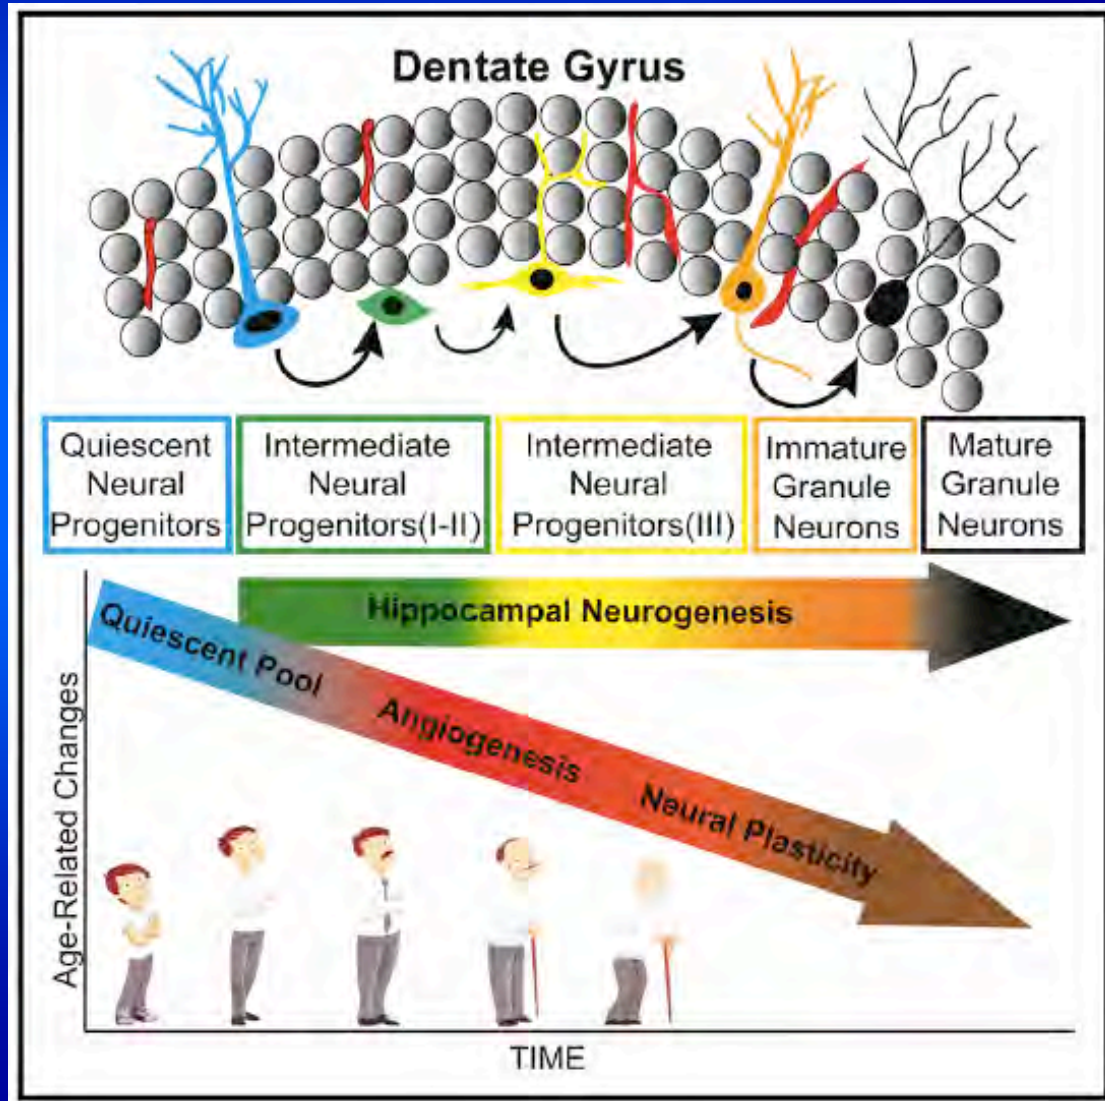 Dentate Gyrus
Quiescent
Neural
Progenitors
Intermediate
Neural
Progenitors(I-II)
Intermediate
Neural
Progenitors(III)
Immature
Granule
Neurons
Mature
Granule
Neurons
Hippocampal Neurogenesis
Quiescent Pool
Angiogenesis
Neural Plasticity
Age-Related Changes
TIME